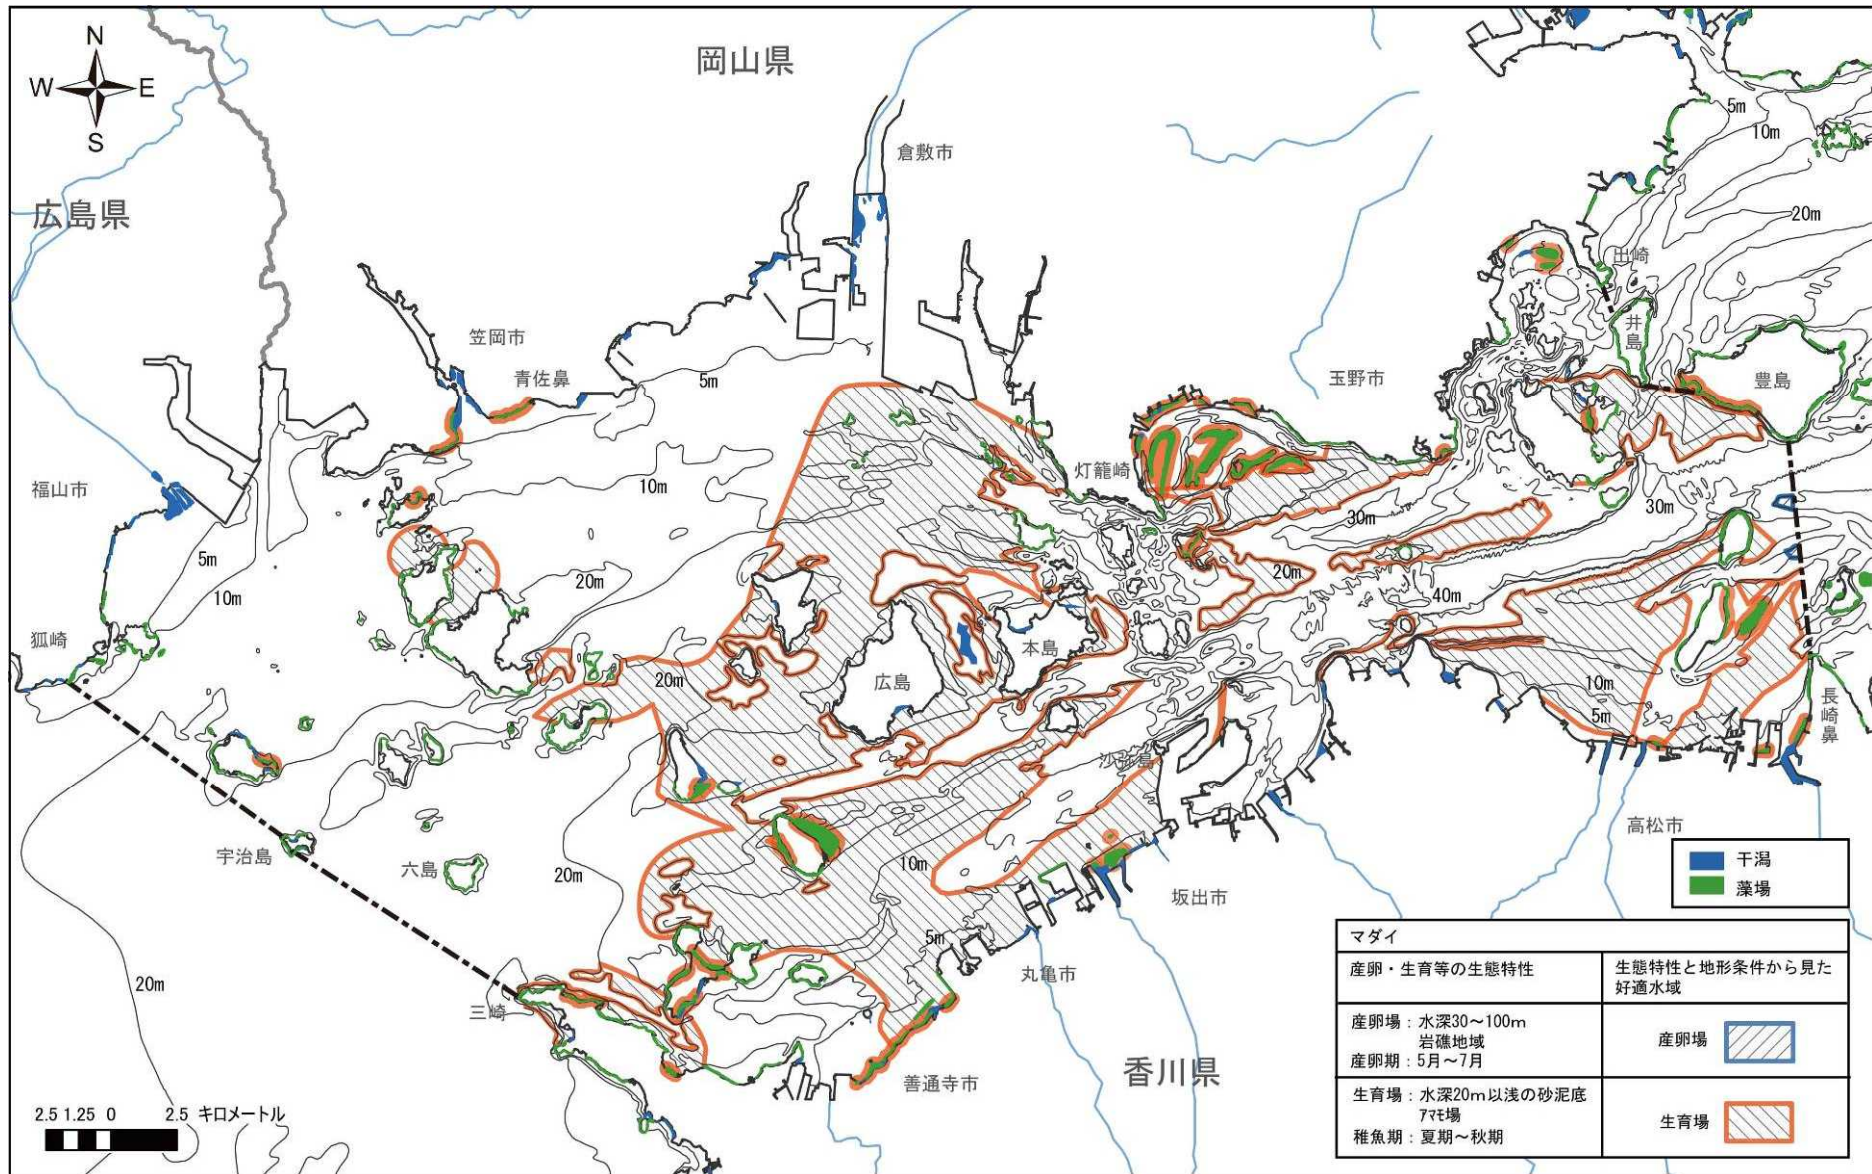 N
W
E
S
岡山県
倉敷市
広島県
5m
10m
20m
出崎
井島
豊島
笠岡市
青佐鼻
5m
玉野市
灯籠崎
福山市
10m
30m
30m
5m
10m
20m
20m
40m
狐崎
本島
広島
20m
10m
5m
長崎鼻
沙弥島
高松市
宇治島
六島
20m
10m
坂出市
5m
丸亀市
20m
三崎
善通寺市
香川県
2.5 1.25 0 2.5 キロメートル
干潟
藻場
マダイ
産卵・生育等の生態特性
生態特性と地形条件から見た
好適水域
産卵場：水深30～100m
岩礁地域
産卵期：5月～7月
産卵場
生育場：水深20m以浅の砂泥底
アマモ場
稚魚期：夏期～秋期
生育場